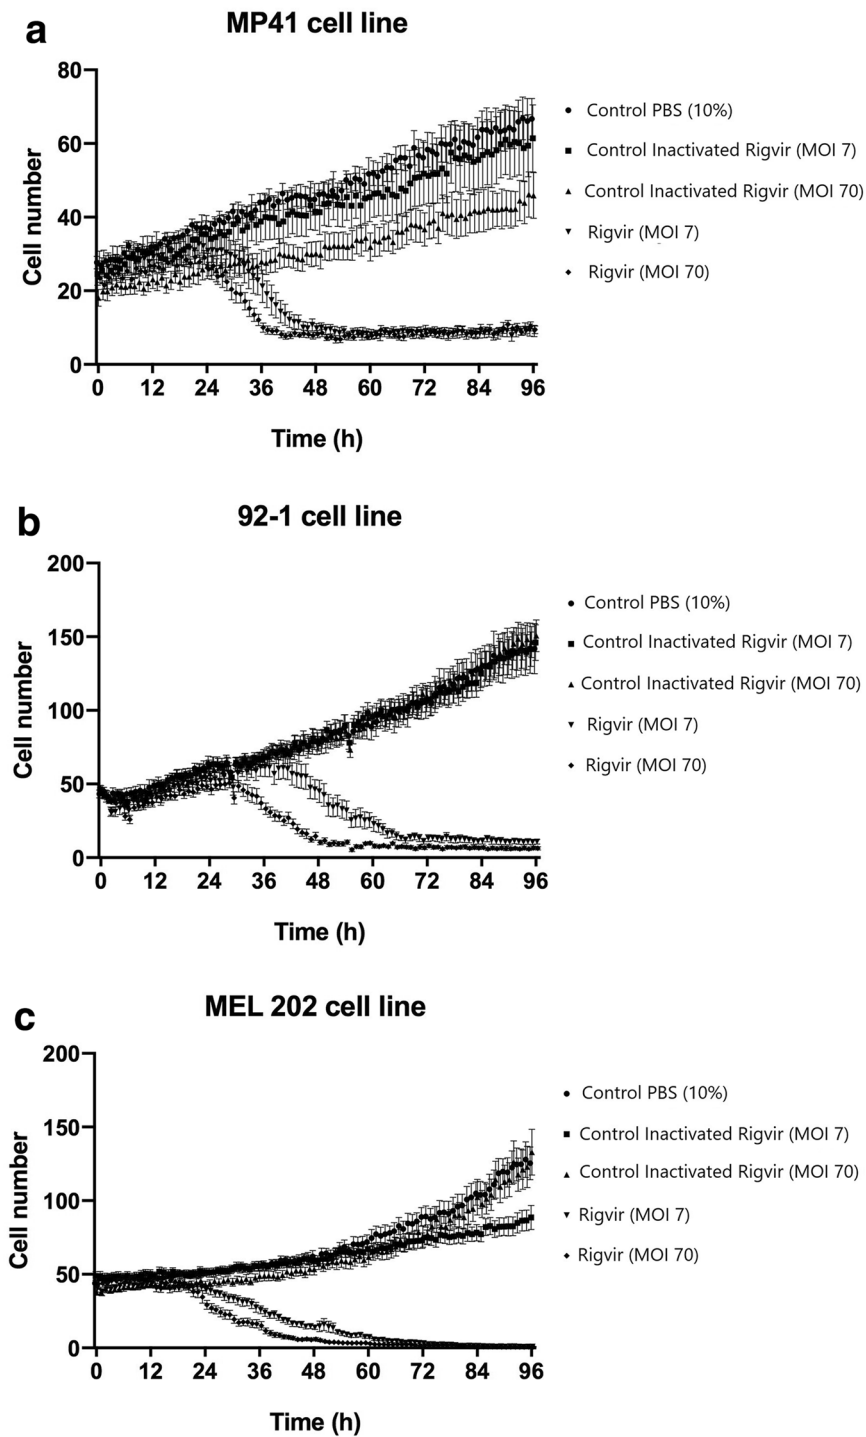 a
MP41 cell line
80
60
40
20
0
Cell number
0 12 24 36 48 60 72 84 96
Time (h)
Control PBS (10%)
Control Inactivated Rigvir (MOI 7)
Control Inactivated Rigvir (MOI 70)
Rigvir (MOI 7)
Rigvir (MOI 70)
b
92-1 cell line
200
150
100
50
0
Cell number
0 12 24 36 48 60 72 84 96
Time (h)
Control PBS (10%)
Control Inactivated Rigvir (MOI 7)
Control Inactivated Rigvir (MOI 70)
Rigvir (MOI 7)
Rigvir (MOI 70)
c
MEL 202 cell line
200
150
100
50
0
Cell number
0 12 24 36 48 60 72 84 96
Time (h)
Control PBS (10%)
Control Inactivated Rigvir (MOI 7)
Control Inactivated Rigvir (MOI 70)
Rigvir (MOI 7)
Rigvir (MOI 70)